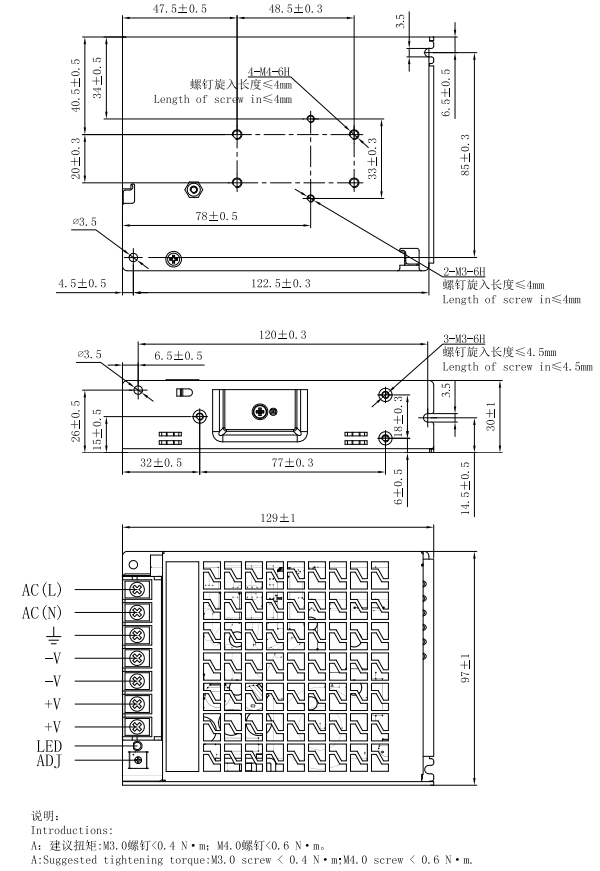 47.5±0.5
48.5±0.3
3.5
40.5±0.5
34±0.5
4-M4-6H
螺钉旋入长度≤4mm
Length of screw in≤4mm
6.5±0.5
20±0.3
33±0.3
85±0.3
78±0.5
⌀3.5
2-M3-6H
螺钉旋入长度≤4mm
Length of screw in≤4mm
4.5±0.5
122.5±0.3
120±0.3
3-M3-6H
螺钉旋入长度≤4.5mm
Length of screw in≤4.5mm
⌀3.5
6.5±0.5
3.5
26±0.5
15±0.5
18±0.3
30±1
32±0.5
77±0.3
6±0.5
14.5±0.5
129±1
AC(L)
AC(N)
-V
-V
+V
+V
LED
ADJ
97±1
说明:
Introductions:
A: 建议扭矩:M3.0螺钉<0.4 N·m; M4.0螺钉<0.6 N·m。
A:Suggested tightening torque:M3.0 screw < 0.4 N·m;M4.0 screw < 0.6 N·m.